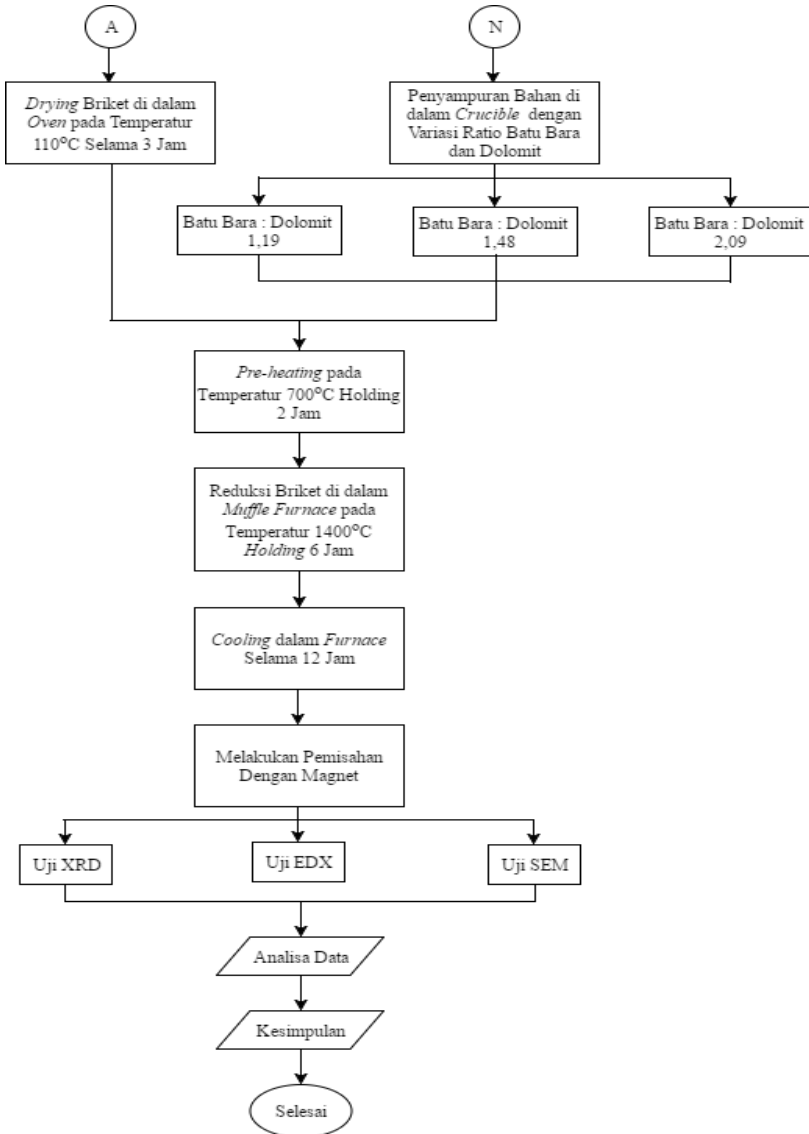 A
N
Drying Briket di dalam
Oven pada Temperatur
110°C Selama 3 Jam
Penyampuran Bahan di
dalam Crucible dengan
Variasi Ratio Batu Bara
dan Dolomit
Batu Bara : Dolomit
1,19
Batu Bara : Dolomit
1,48
Batu Bara : Dolomit
2,09
Pre-heating pada
Temperatur 700°C Holding
2 Jam
Reduksi Briket di dalam
Muffle Furnace pada
Temperatur 1400°C
Holding 6 Jam
Cooling dalam Furnace
Selama 12 Jam
Melakukan Pemisahan
Dengan Magnet
Uji XRD
Uji EDX
Uji SEM
Analisa Data
Kesimpulan
Selesai